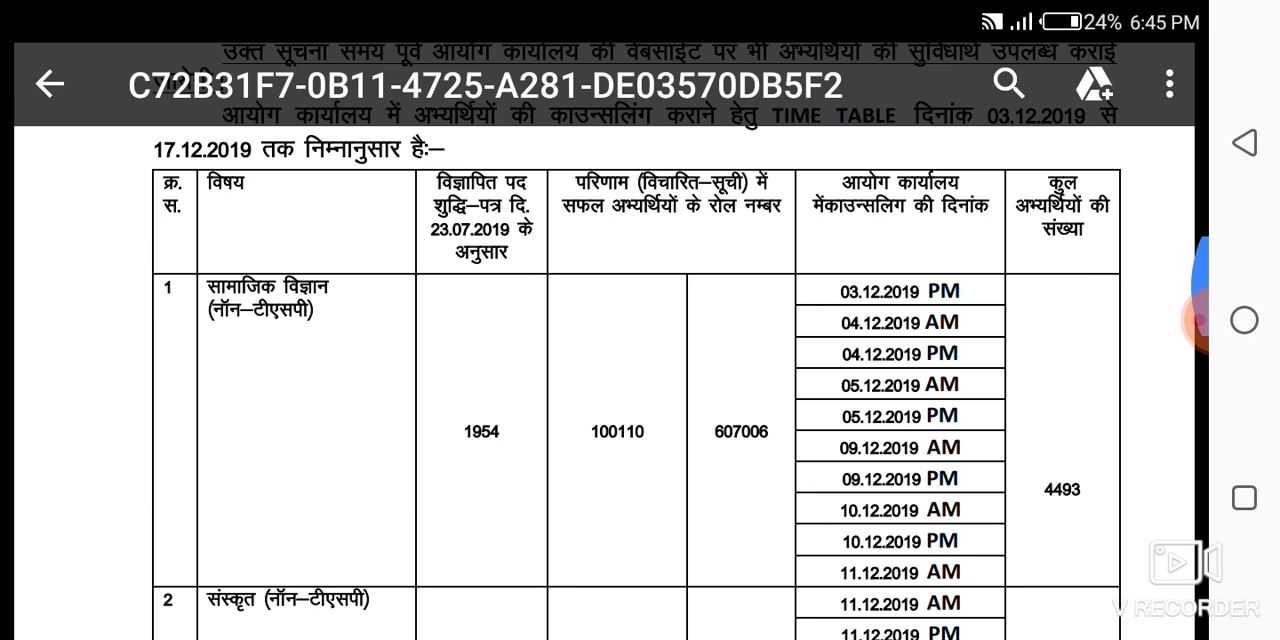 24% 6:45 PM
उक्त सूचना समय पूर्व आयोग कार्यालय की वेबसाईट पर भी अभ्यर्थियों की सुविधार्थ उपलब्ध कराई
C72B31F7-0B11-4725-A281-DE03570DB5F2
आयोग कार्यालय में अभ्यर्थियों की काउन्सलिंग कराने हेतु TIME TABLE दिनांक 03.12.2019 से
17.12.2019 तक निम्नानुसार है:–
क्र. स.
विषय
विज्ञापित पद
शुद्धि–पत्र दि.
23.07.2019 के
अनुसार
परिणाम (विचारित–सूची) में
सफल अभ्यर्थियों के रोल नम्बर
आयोग कार्यालय
मेंकाउन्सलिग की दिनांक
कुल
अभ्यर्थियों की
संख्या
1
सामाजिक विज्ञान
(नॉन–टीएसपी)
1954
100110
607006
03.12.2019 PM
04.12.2019 AM
04.12.2019 PM
05.12.2019 AM
05.12.2019 PM
09.12.2019 AM
09.12.2019 PM
10.12.2019 AM
10.12.2019 PM
11.12.2019 AM
4493
2
संस्कृत (नॉन–टीएसपी)
11.12.2019 AM
11.12.2019 PM
V RECORDER